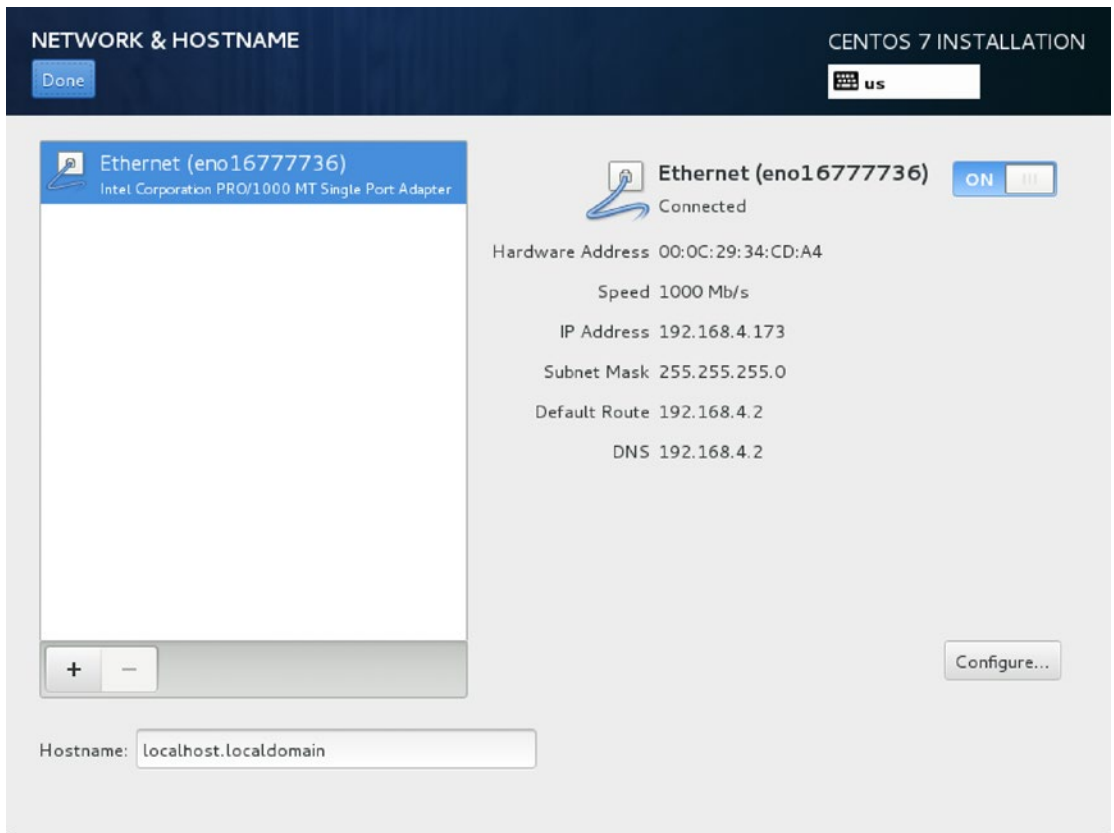 NETWORK & HOSTNAME
CENTOS 7 INSTALLATION
Done
us
Ethernet (eno16777736)
Intel Corporation PRO/1000 MT Single Port Adapter
Ethernet (eno16777736)
Connected
ON
Hardware Address 00:0C:29:34:CD:A4
Speed 1000 Mb/s
IP Address 192.168.4.173
Subnet Mask 255.255.255.0
Default Route 192.168.4.2
DNS 192.168.4.2
+ −
Configure...
Hostname: localhost.localdomain